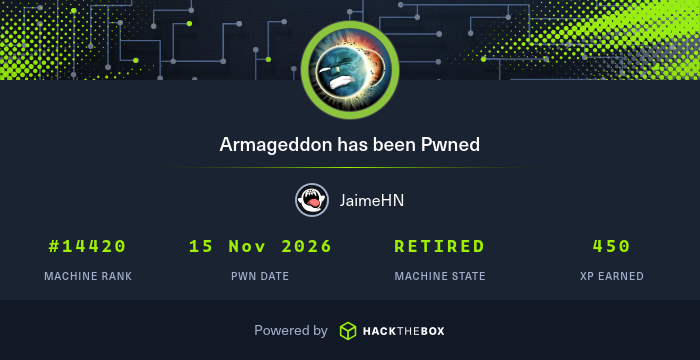 Armageddon has been Pwned
JaimeHN
#14420 15 Nov 2026 RETIRED 450
MACHINE RANK PWN DATE MACHINE STATE XP EARNED
Powered by HACKTHEBOX